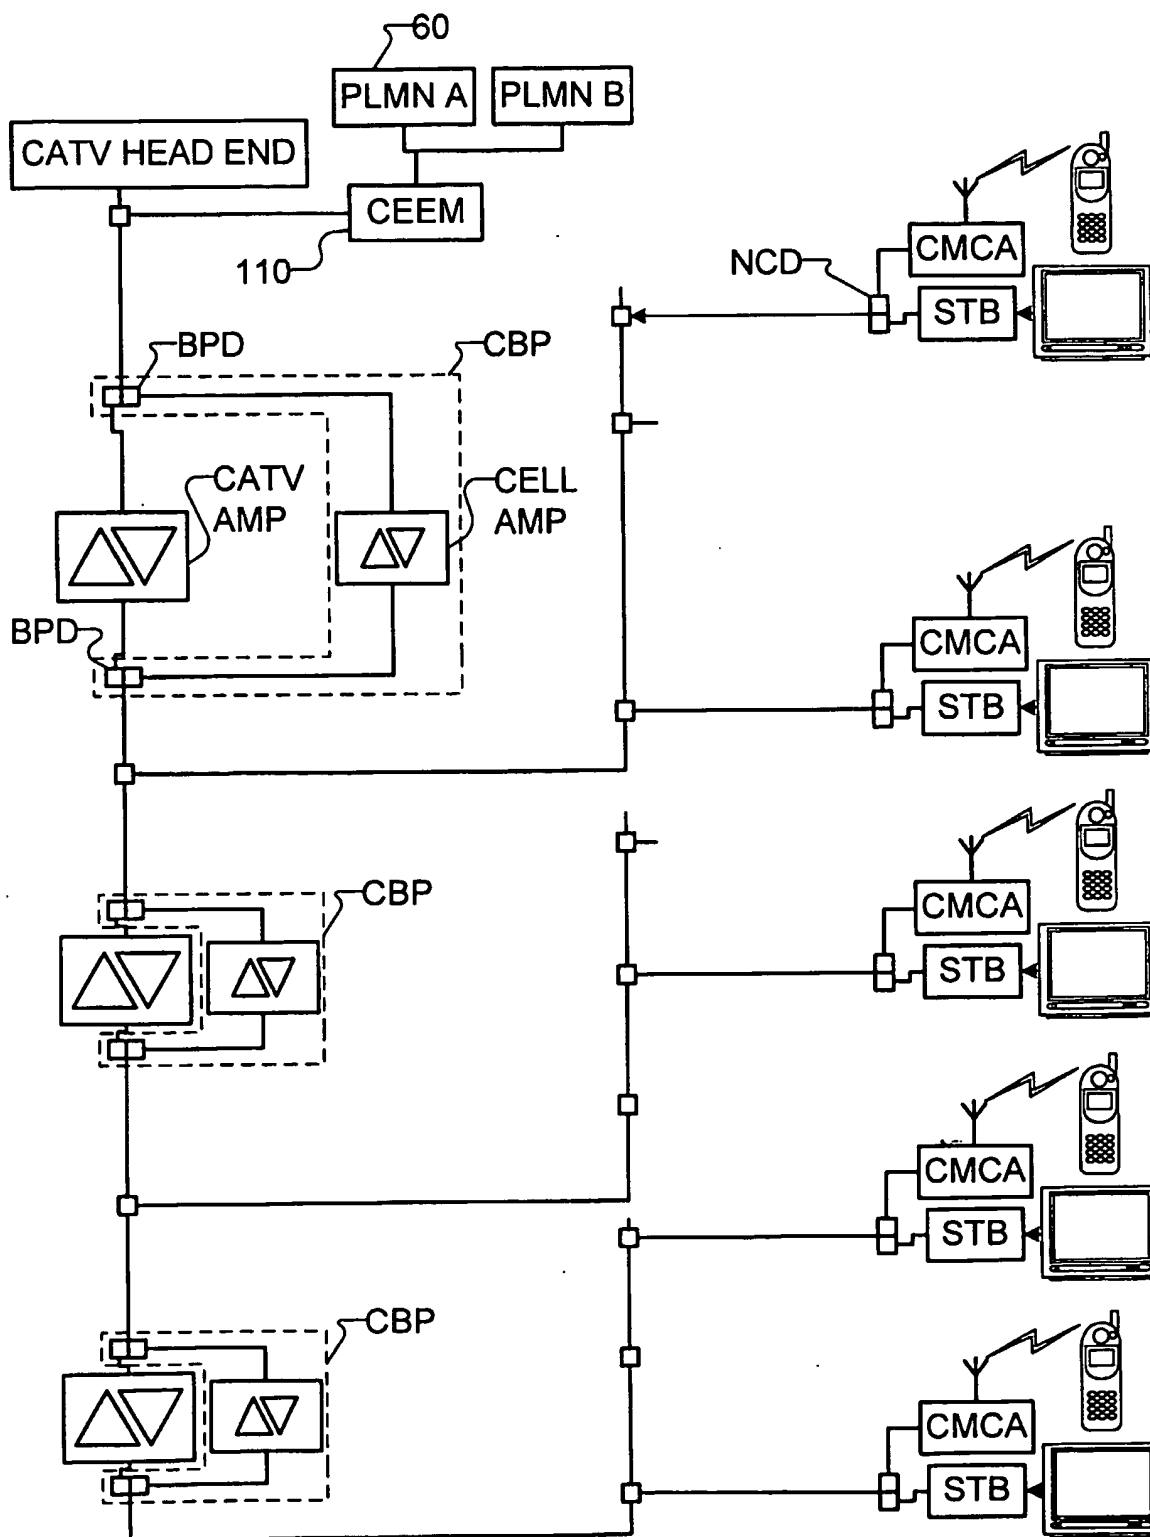 60
PLMN A
PLMN B
CATV HEAD END
CEEM
110
NCD
CMCA
STB
BPD
CBP
CATV
AMP
CELL
AMP
BPD
CMCA
STB
CBP
CMCA
STB
CMCA
STB
CBP
CMCA
STB